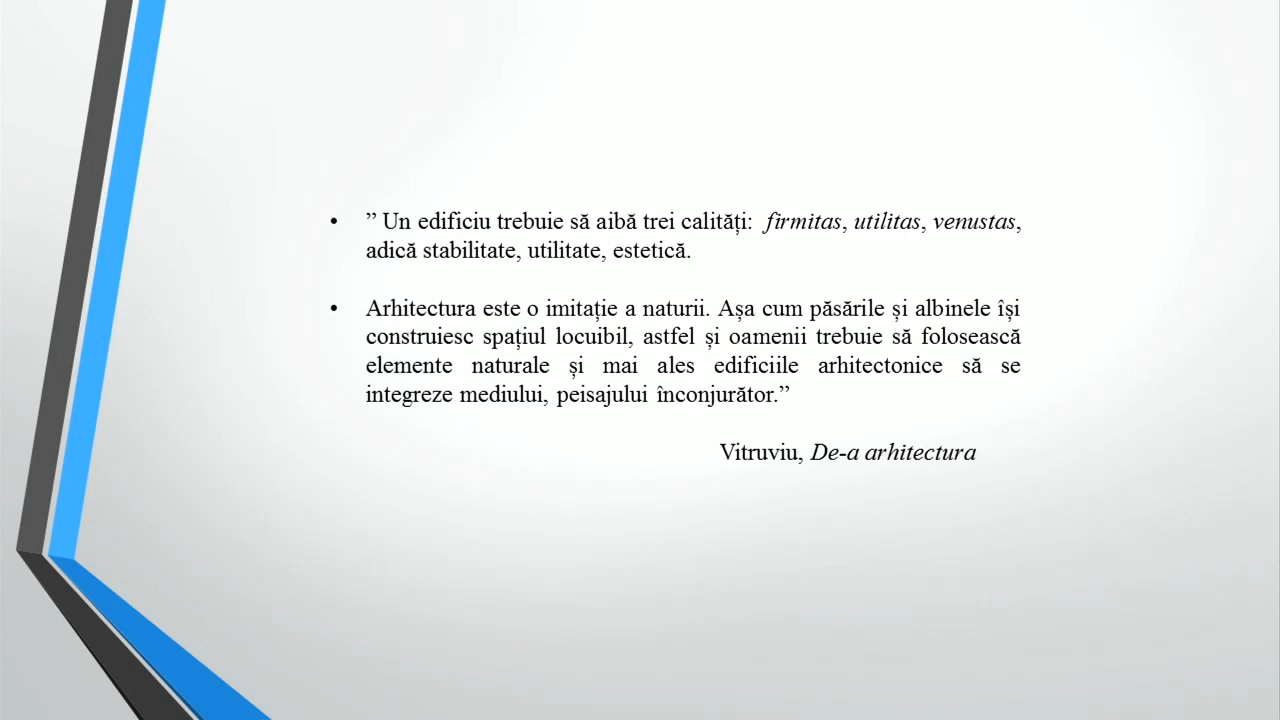 • ” Un edificiu trebuie să aibă trei calități: firmitas, utilitas, venustas,
adică stabilitate, utilitate, estetică.
• Arhitectura este o imitație a naturii. Așa cum păsările și albinele își
construiesc spațiul locuibil, astfel și oamenii trebuie să folosească
elemente naturale și mai ales edificiile arhitectonice să se
integreze mediului, peisajului înconjurător.”
Vitruviu, De-a arhitectura